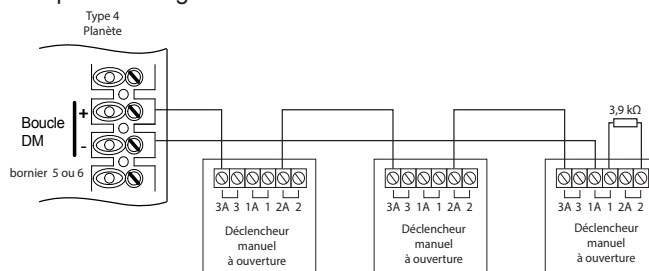 Type 4
Planète
Boucle
DM
+
-
bornier 5 ou 6
3,9 kΩ
3A 3 1A 1 2A 2
Déclencheur
manuel
à ouverture
3A 3 1A 1 2A 2
Déclencheur
manuel
à ouverture
3A 3 1A 1 2A 2
Déclencheur
manuel
à ouverture